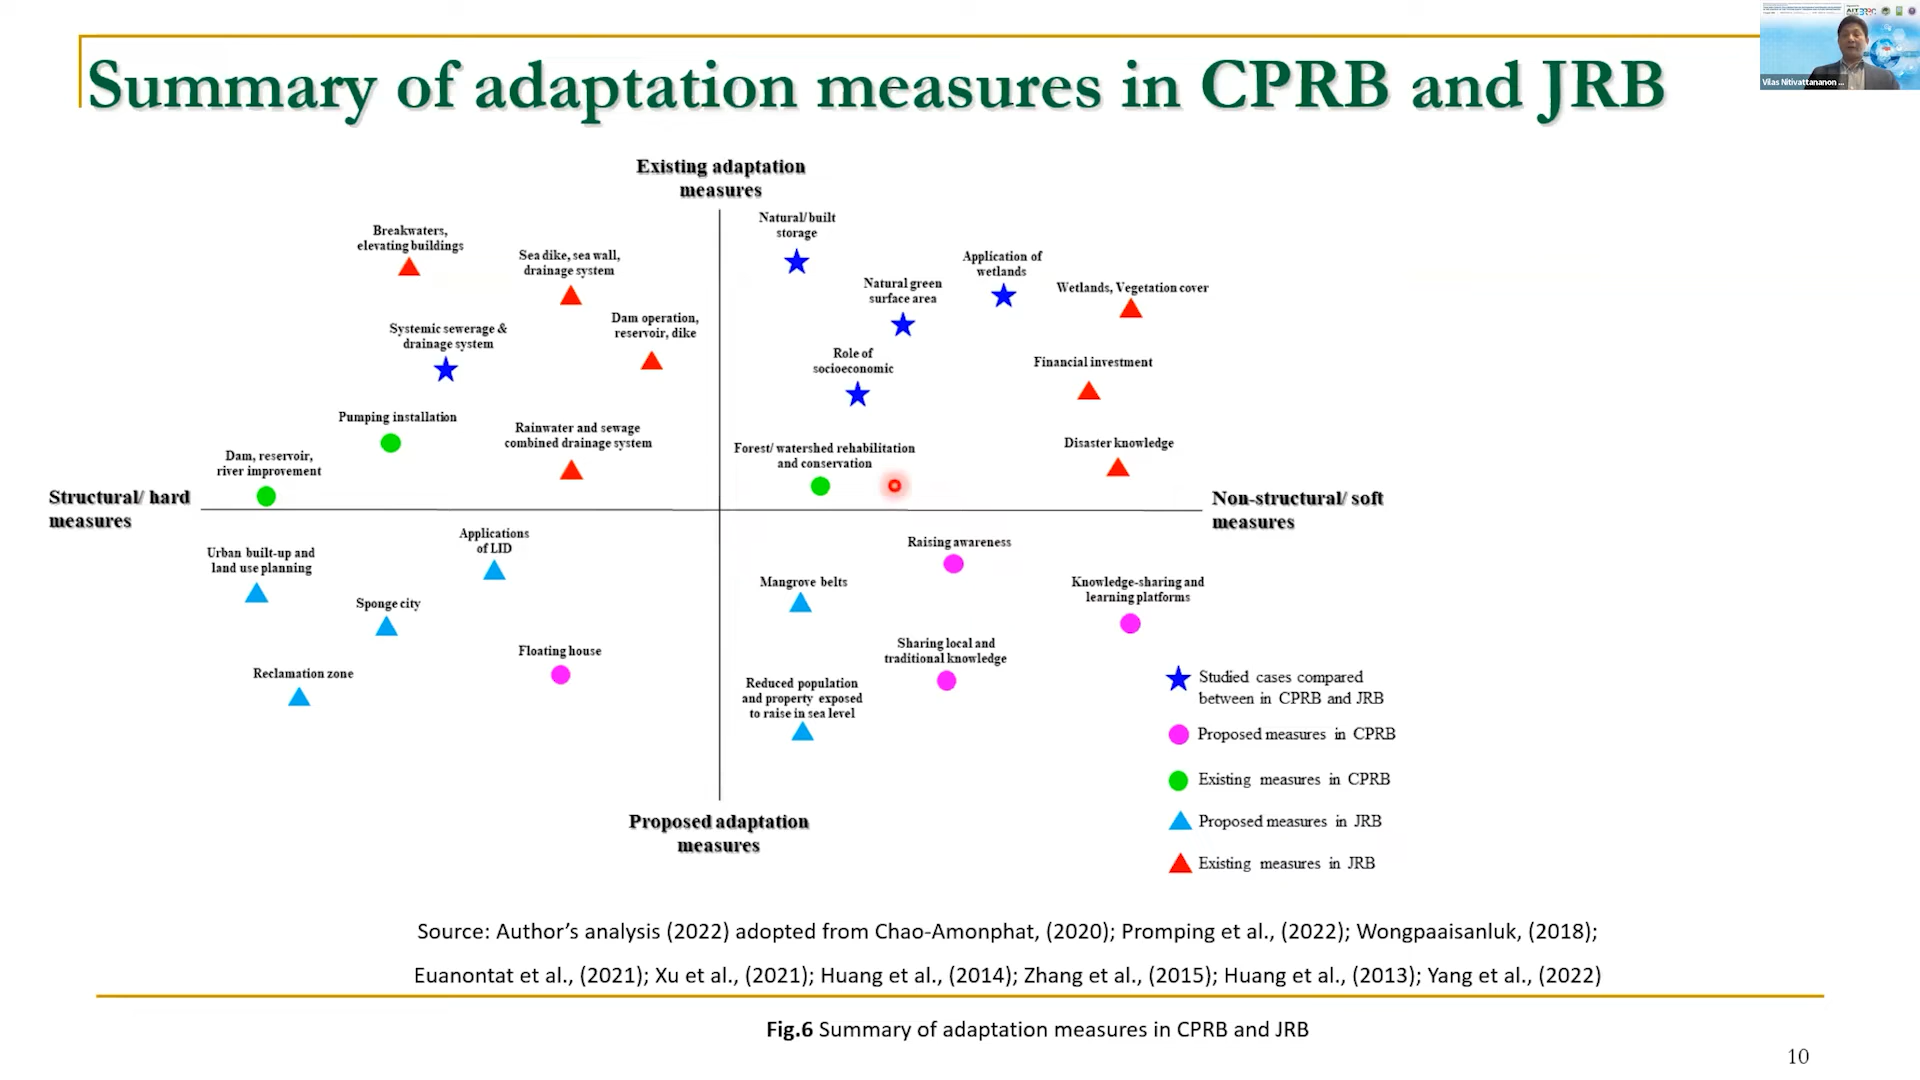 Summary of adaptation measures in CPRB and JRB
Vilas Nitivattananon ...
Existing adaptation
measures
Natural/built
storage
Breakwaters,
elevating buildings
Sea dike, sea wall,
drainage system
Application of
wetlands
Natural green
surface area
Wetlands, Vegetation cover
Dam operation,
reservoir, dike
Systemic sewerage &
drainage system
Role of
socioeconomic
Financial investment
Pumping installation
Rainwater and sewage
combined drainage system
Forest/ watershed rehabilitation
and conservation
Disaster knowledge
Dam, reservoir,
river improvement
Structural/ hard
measures
Non-structural/ soft
measures
Applications
of LID
Raising awareness
Urban built-up and
land use planning
Mangrove belts
Knowledge-sharing and
learning platforms
Sponge city
Floating house
Sharing local and
traditional knowledge
Reclamation zone
Reduced population
and property exposed
to raise in sea level
Studied cases compared
between in CPRB and JRB
Proposed measures in CPRB
Existing measures in CPRB
Proposed measures in JRB
Existing measures in JRB
Proposed adaptation
measures
Source: Author’s analysis (2022) adopted from Chao-Amonphat, (2020); Promping et al., (2022); Wongpaaisanluk, (2018);
Euanontat et al., (2021); Xu et al., (2021); Huang et al., (2014); Zhang et al., (2015); Huang et al., (2013); Yang et al., (2022)
Fig.6 Summary of adaptation measures in CPRB and JRB
10